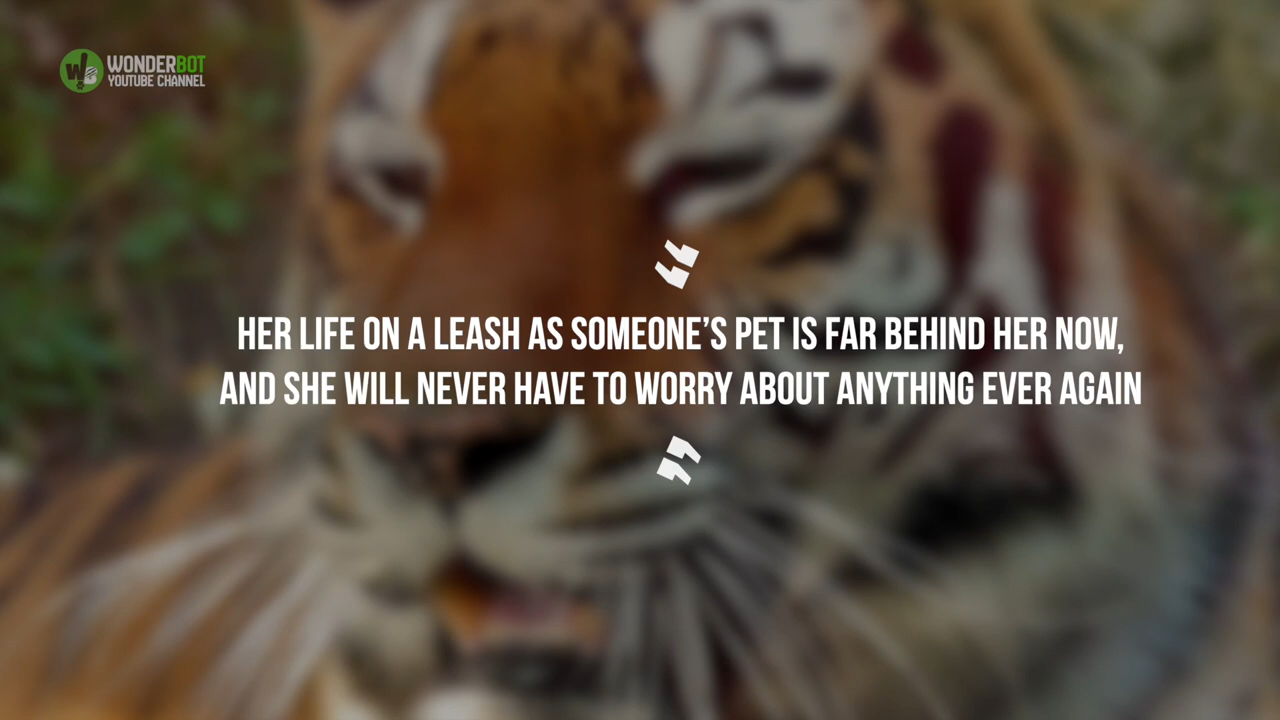 WONDERBOT
YOUTUBE CHANNEL
“
HER LIFE ON A LEASH AS SOMEONE’S PET IS FAR BEHIND HER NOW,
AND SHE WILL NEVER HAVE TO WORRY ABOUT ANYTHING EVER AGAIN
”